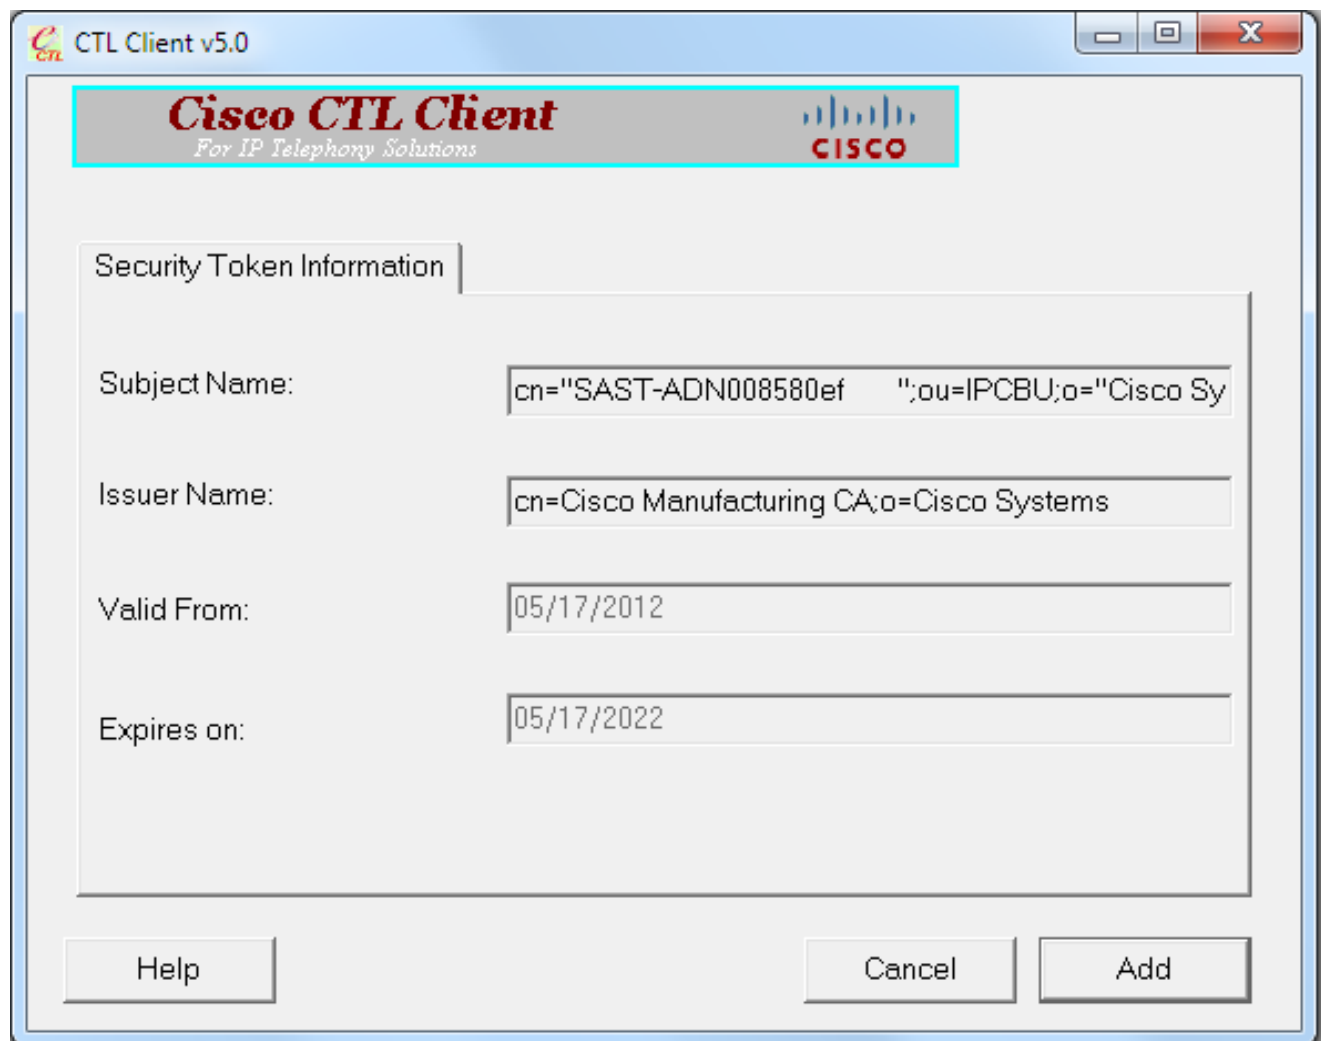 CTL Client v5.0
Cisco CTL Client
For IP Telephony Solutions
CISCO
Security Token Information
Subject Name: cn="SAST-ADN008580ef      ";ou=IPCBU;o="Cisco Sy
Issuer Name: cn=Cisco Manufacturing CA;o=Cisco Systems
Valid From: 05/17/2012
Expires on: 05/17/2022
Help Cancel Add